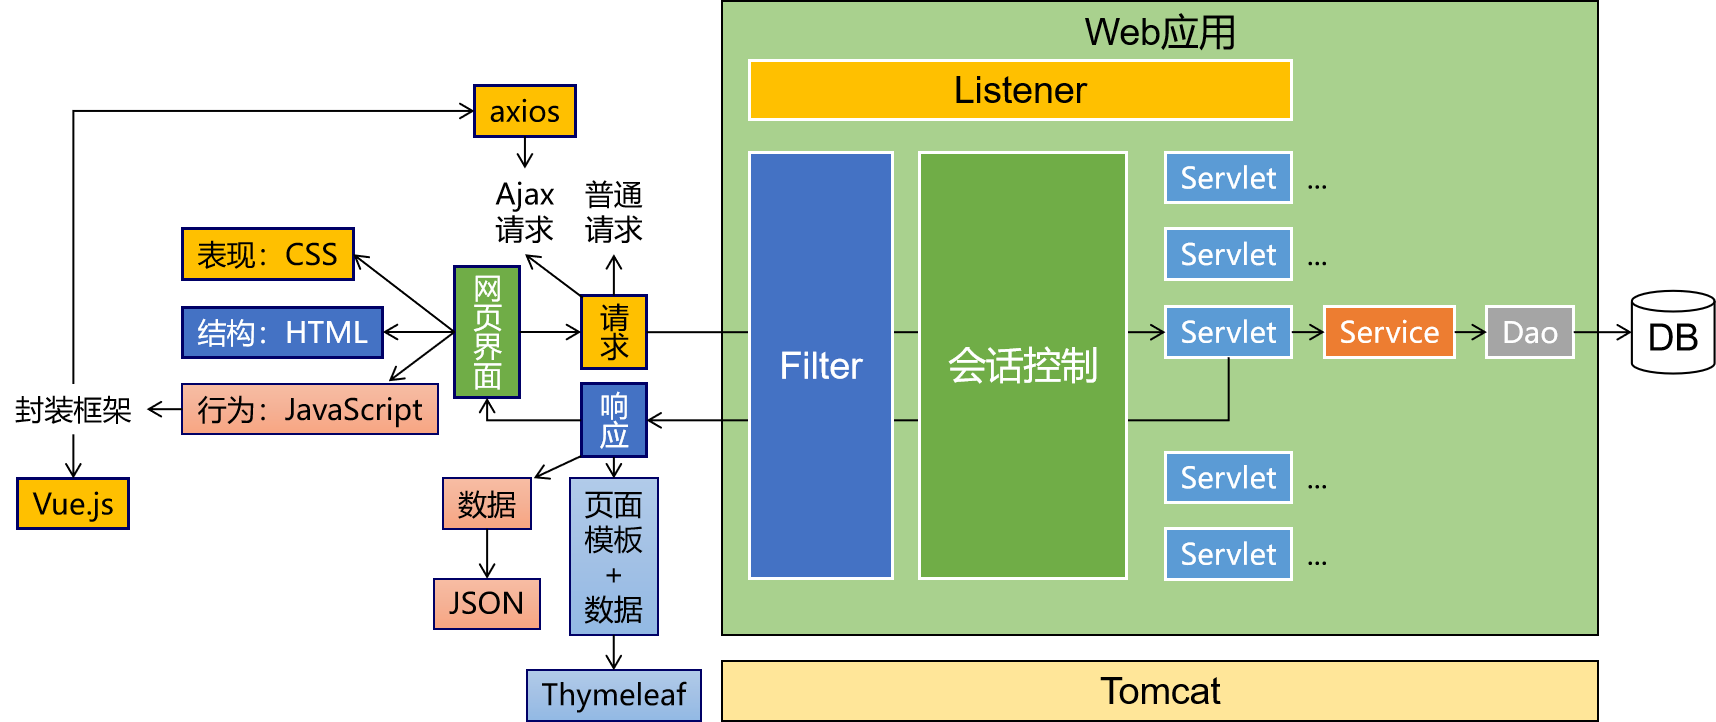 Web应用
Listener
axios
Ajax
请求
普通
请求
表现：CSS
结构：HTML
行为：JavaScript
封装框架
Vue.js
网
页
界
面
请
求
响
应
数据
JSON
页面
模板
+
数据
Thymeleaf
Filter
会话控制
Servlet ...
Servlet ...
Servlet
Service
Dao
DB
Servlet ...
Servlet ...
Tomcat